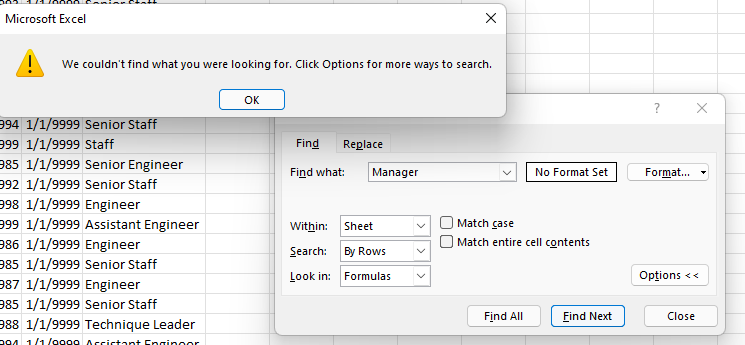 Senior Staff
Microsoft Excel
We couldn't find what you were looking for. Click Options for more ways to search.
OK
994 1/1/9999 Senior Staff
999 1/1/9999 Staff
985 1/1/9999 Senior Engineer
992 1/1/9999 Senior Staff
998 1/1/9999 Engineer
999 1/1/9999 Assistant Engineer
986 1/1/9999 Engineer
985 1/1/9999 Senior Staff
987 1/1/9999 Engineer
985 1/1/9999 Senior Staff
988 1/1/9999 Technique Leader
994 1/1/9999 Assistant Engineer
?
Find Replace
Find what: Manager No Format Set Format...
Within: Sheet Match case
Search: By Rows Match entire cell contents
Look in: Formulas Options <<
Find All Find Next Close